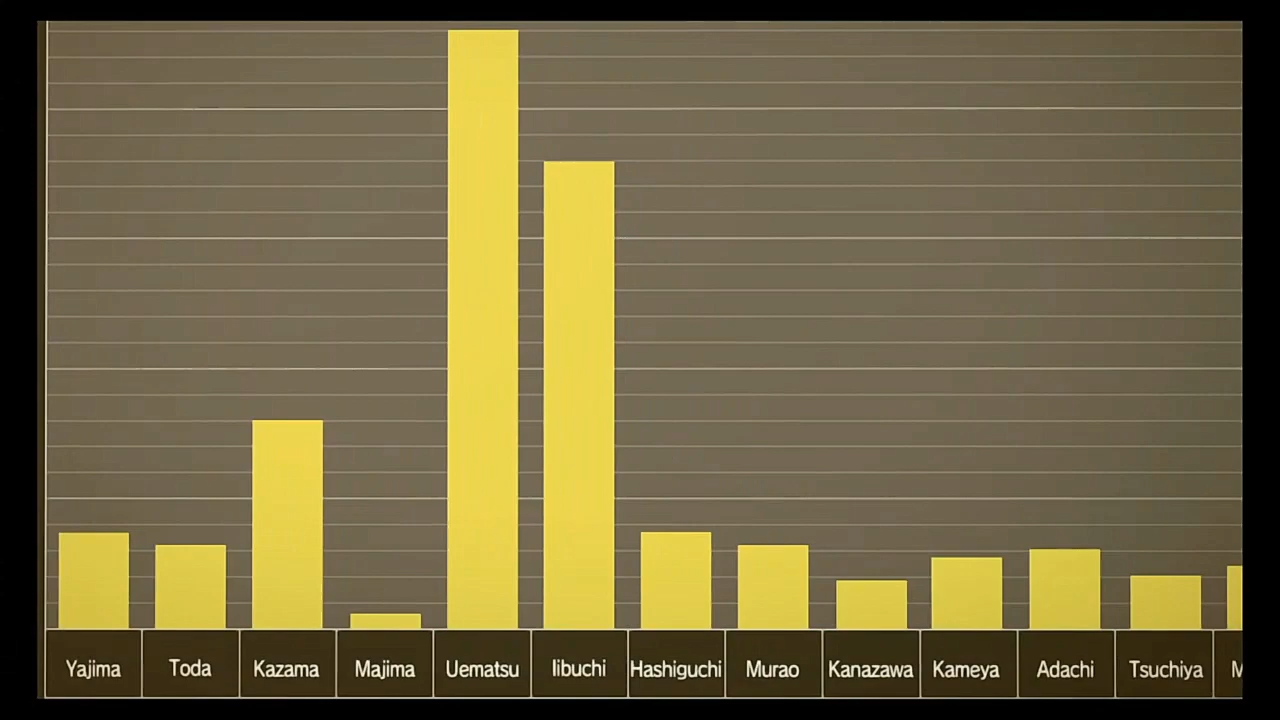 Yajima
Toda
Kazama
Majima
Uematsu
Iibuchi
Hashiguchi
Murao
Kanazawa
Kameya
Adachi
Tsuchiya